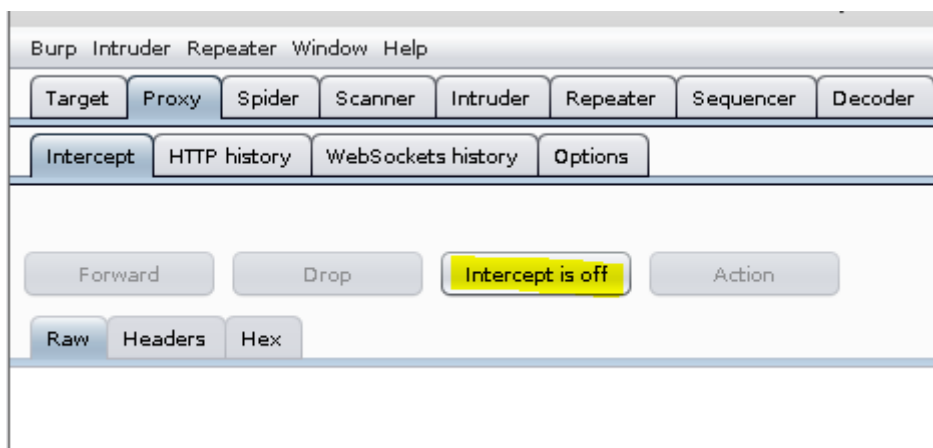 Burp Intruder Repeater Window Help
Target Proxy Spider Scanner Intruder Repeater Sequencer Decoder
Intercept HTTP history WebSockets history Options
Forward Drop Intercept is off Action
Raw Headers Hex